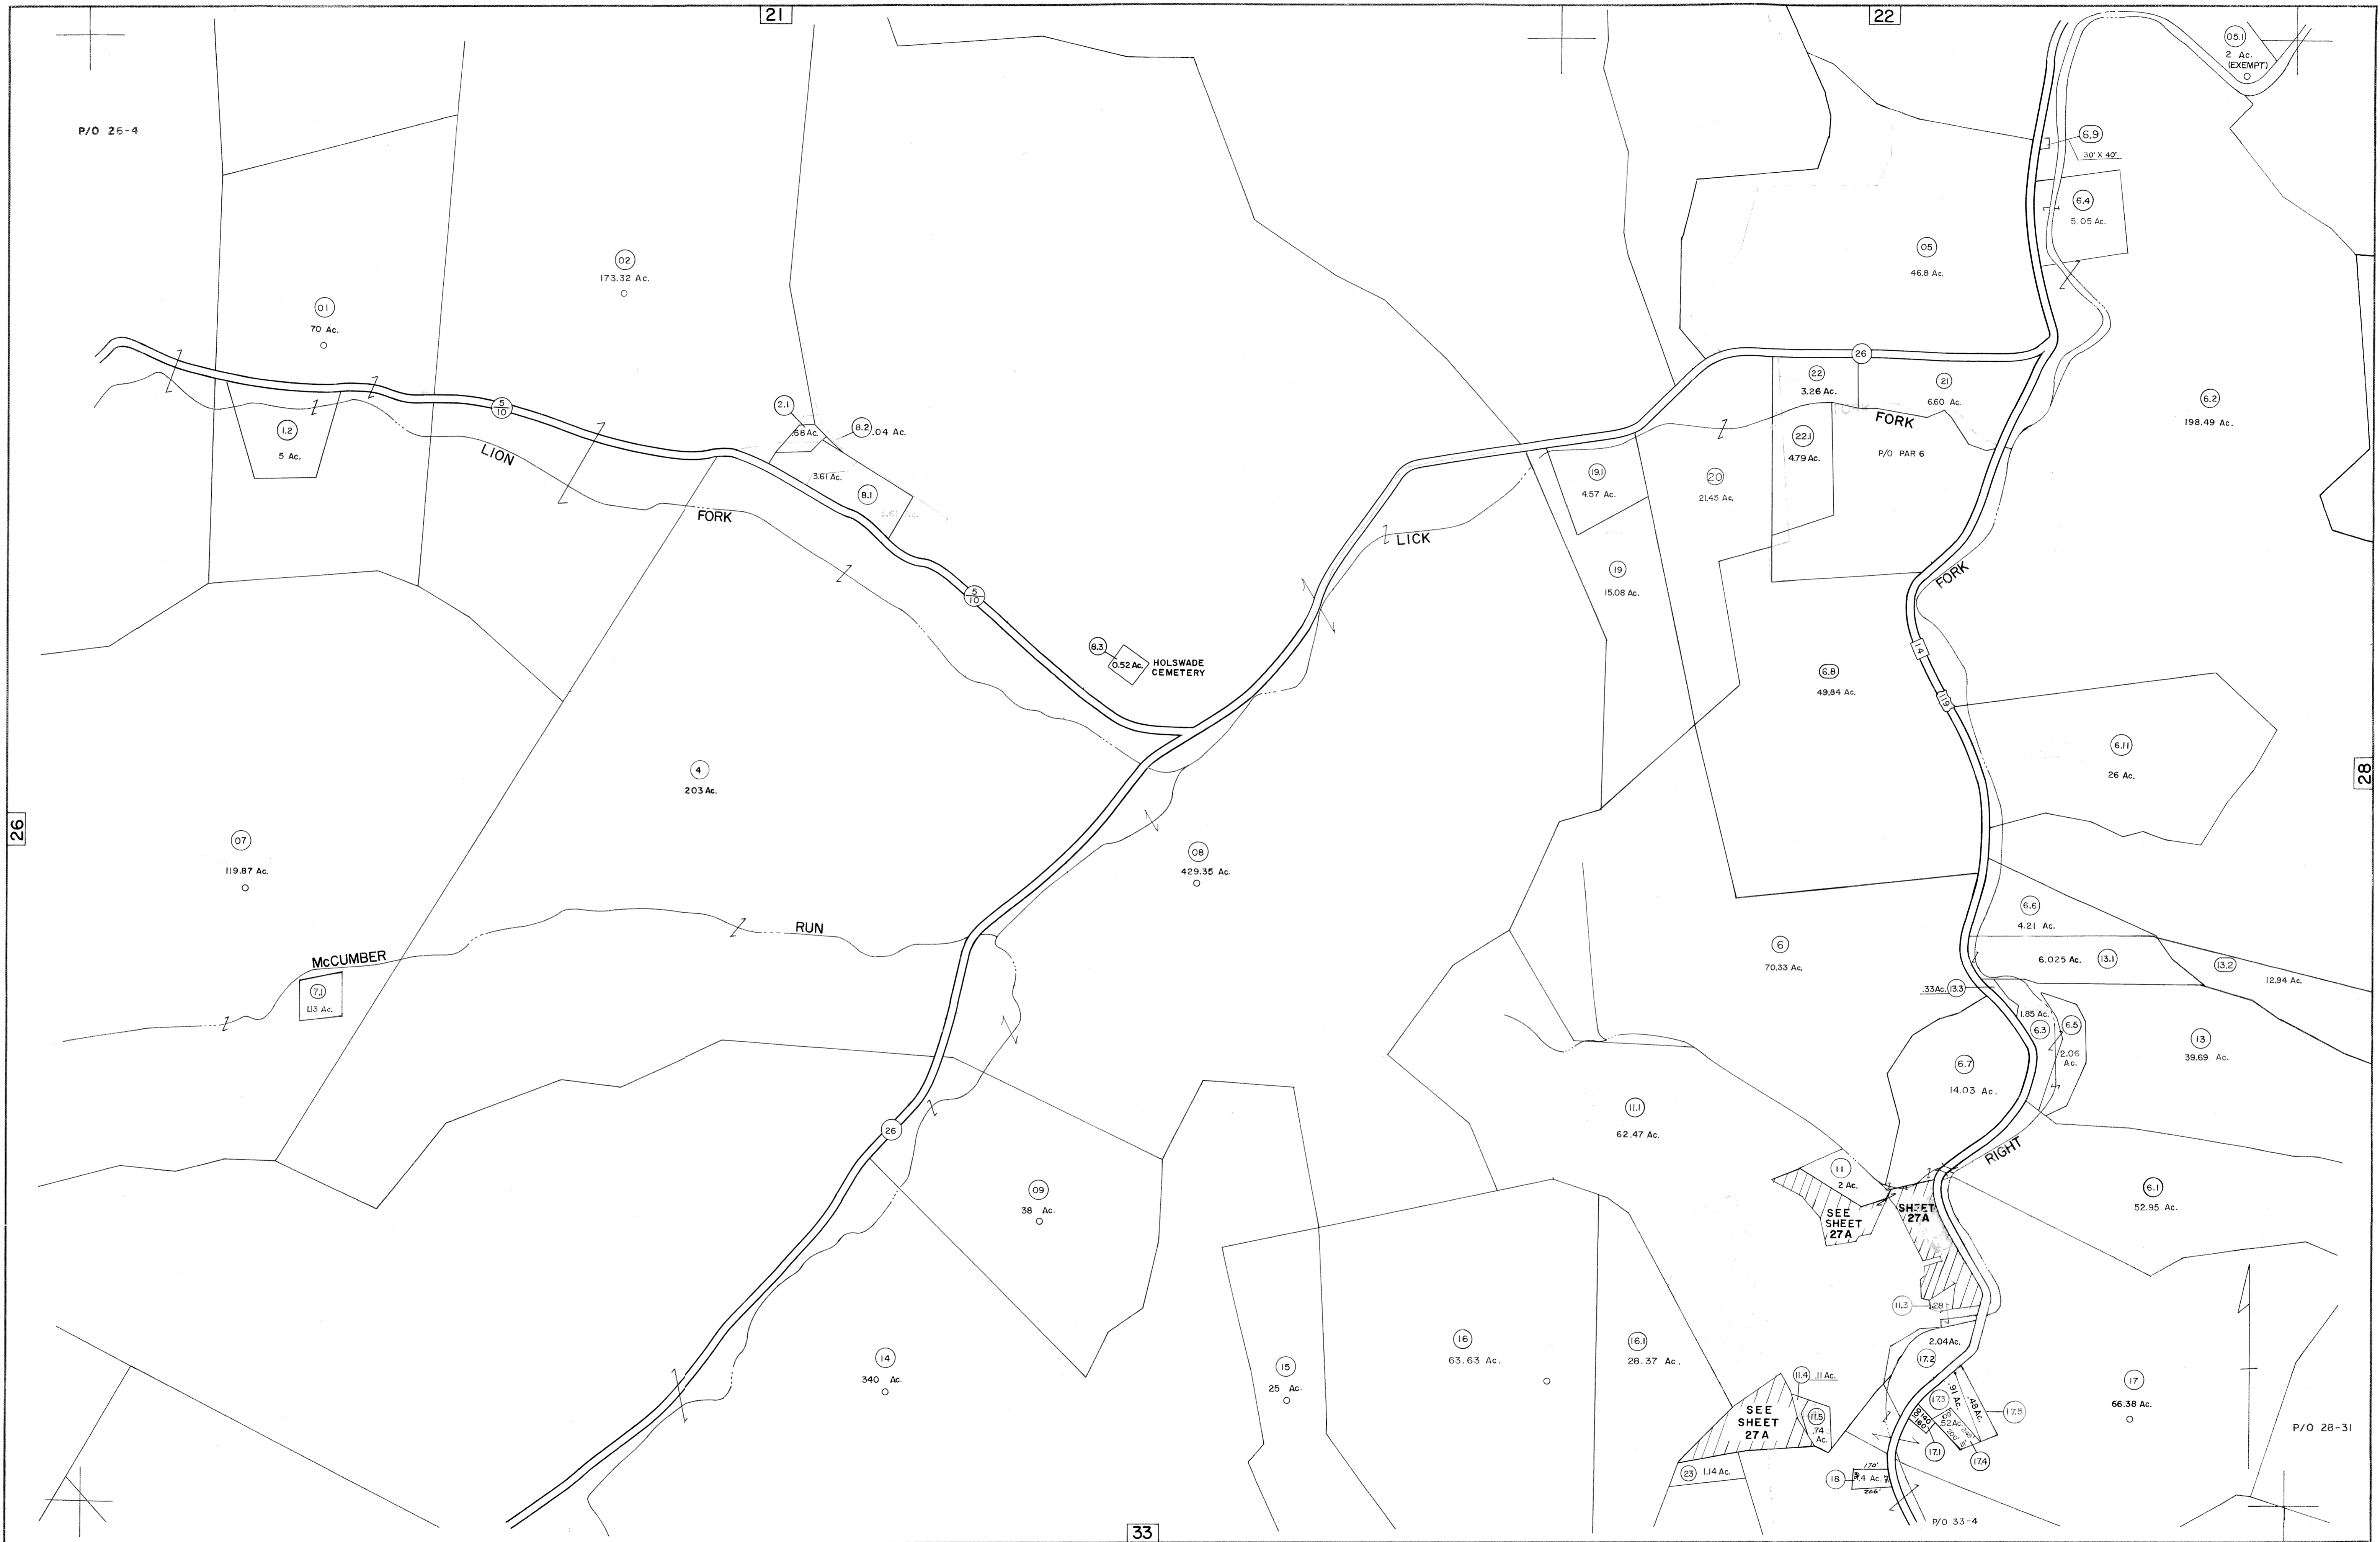 21
22
05.1
2 Ac.
(EXEMPT)
P/O 26-4
6.9
30' X 40'
6.4
5.05 Ac.
05
46.8 Ac.
02
173.32 Ac.
01
70 Ac.
26
22
3.26 Ac.
21
6.60 Ac.
6.2
198.49 Ac.
5
10
2.1
.68 Ac.
8.2
.04 Ac.
1.2
5 Ac.
LION
FORK
3.61 Ac.
8.1
3.61 Ac.
FORK
22.1
4.79 Ac.
P/O PAR 6
19.1
4.57 Ac.
20
21.45 Ac.
LICK
19
15.08 Ac.
FORK
5
10
8.3
0.52 Ac.
HOLSWADE
CEMETERY
14
119
6.8
49.84 Ac.
6.11
26 Ac.
4
203 Ac.
28
26
07
119.87 Ac.
08
429.35 Ac.
RUN
McCUMBER
7.1
1.13 Ac.
6.6
4.21 Ac.
6
70.33 Ac.
6.025 Ac.
13.1
13.2
12.94 Ac.
.33 Ac.
13.3
1.85 Ac.
6.3
6.5
2.06
Ac.
13
39.69 Ac.
6.7
14.03 Ac.
11.1
62.47 Ac.
26
RIGHT
11
2 Ac.
6.1
52.95 Ac.
09
38 Ac.
SEE
SHEET
27A
SHEET
27A
11.3
.28
14
340 Ac.
15
25 Ac.
16
63.63 Ac.
16.1
28.37 Ac.
2.04 Ac.
17.2
11.4
.11 Ac.
11.5
.74
Ac.
SEE
SHEET
27A
17.3
.91 Ac.
.48 Ac.
17.5
.52 Ac.
17.1
17.4
17
66.38 Ac.
P/O 28-31
23
1.14 Ac.
18
170'
.4 Ac.
206'
P/O 33-4
33